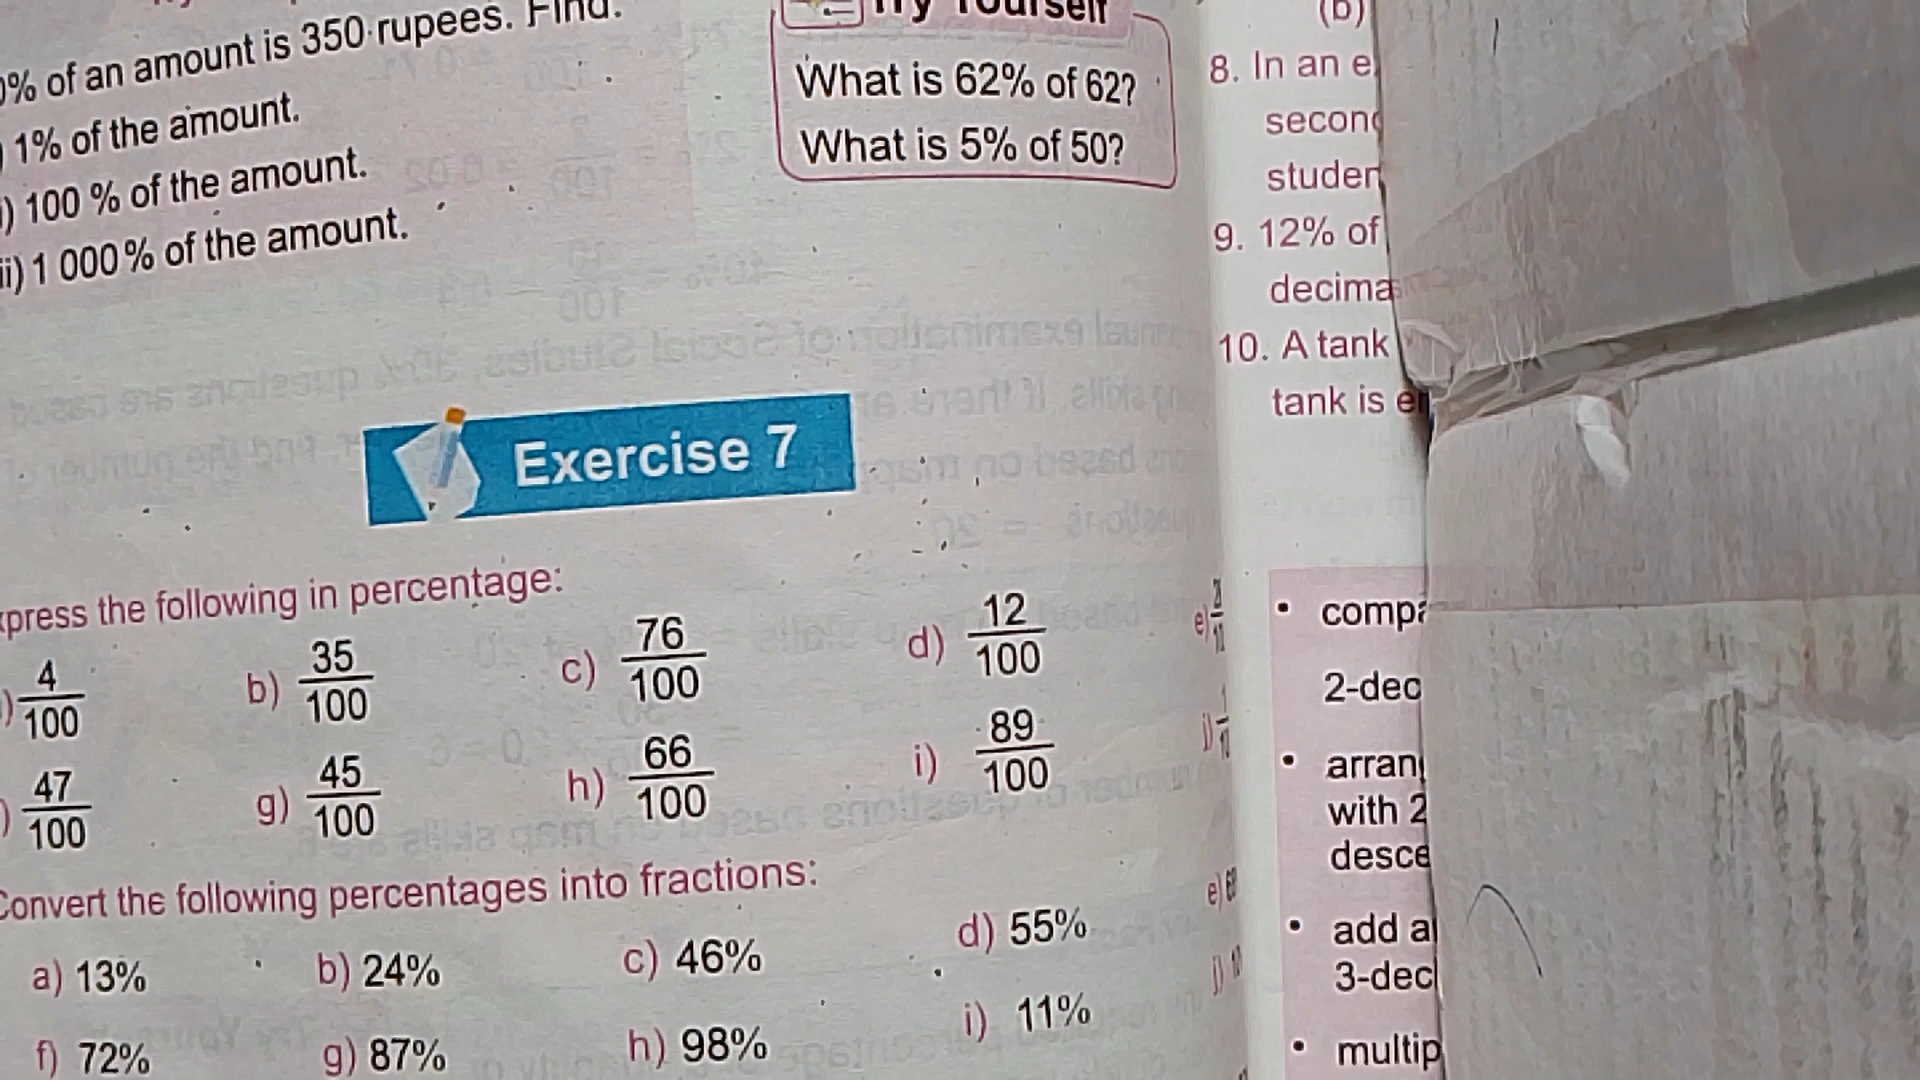 % of an amount is 350 rupees. Find:
1% of the amount.
) 100 % of the amount.
ii) 1 000 % of the amount.
Try Yourself
What is 62% of 62?
What is 5% of 50?
Exercise 7
press the following in percentage:
) 4/100 b) 35/100 c) 76/100 d) 12/100 e)
) 47/100 g) 45/100 h) 66/100 i) 89/100 j)
Convert the following percentages into fractions:
a) 13% b) 24% c) 46% d) 55% e)
f) 72% g) 87% h) 98% i) 11% j)
(b)
8. In an e
secon
studen
9. 12% of
decima
10. A tank
tank is e
• comp
2-dec
• arran
with 2
desce
• add a
3-dec
• multip